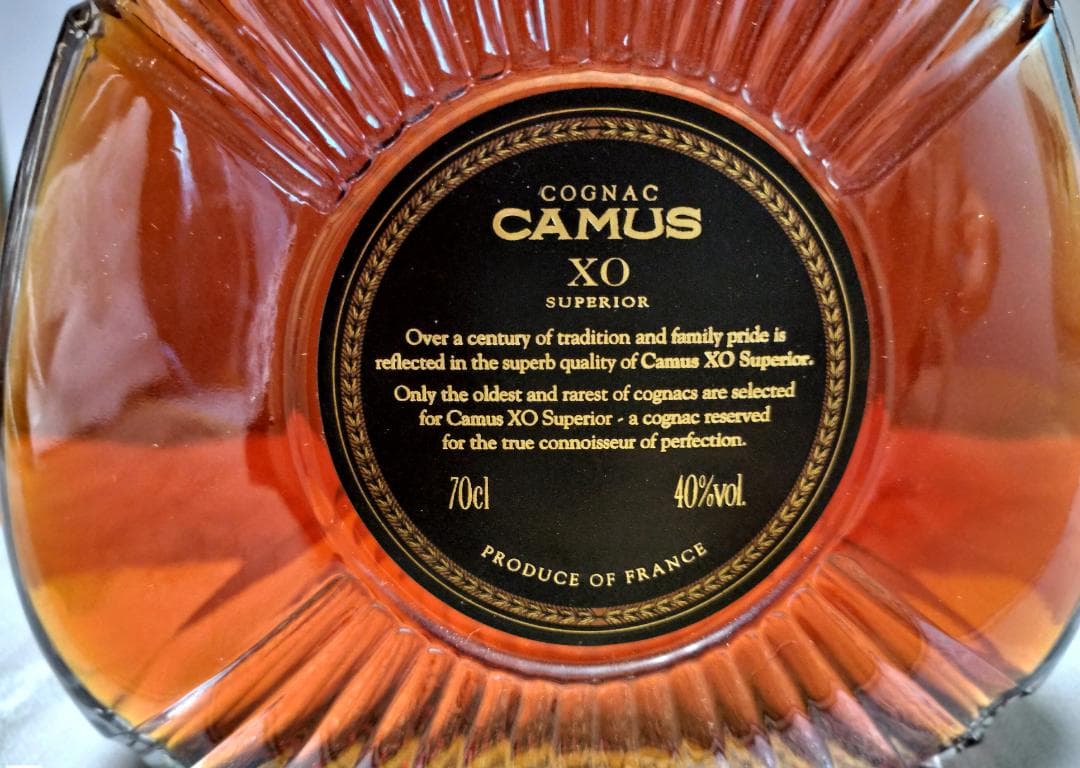 COGNAC
CAMUS
XO
SUPERIOR
Over a century of tradition and family pride is
reflected in the superb quality of Camus XO Superior.
Only the oldest and rarest of cognacs are selected
for Camus XO Superior - a cognac reserved
for the true connoisseur of perfection.
70cl 40%vol.
PRODUCE OF FRANCE